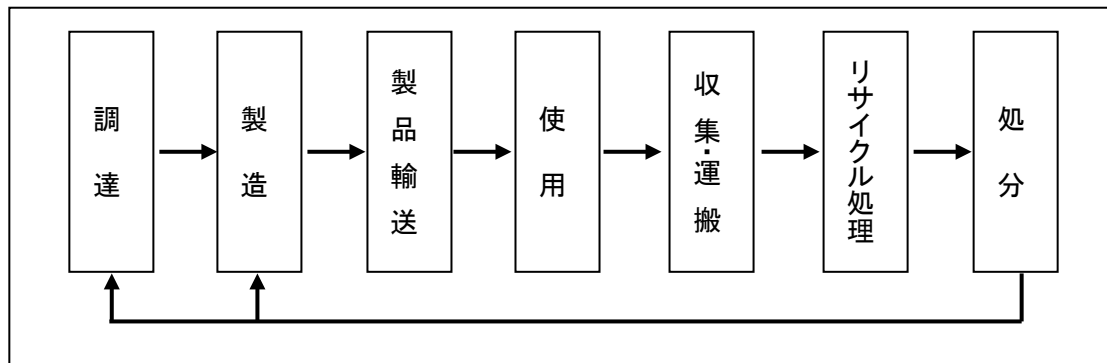 調達
製造
製品輸送
使用
収集・運搬
リサイクル処理
処分